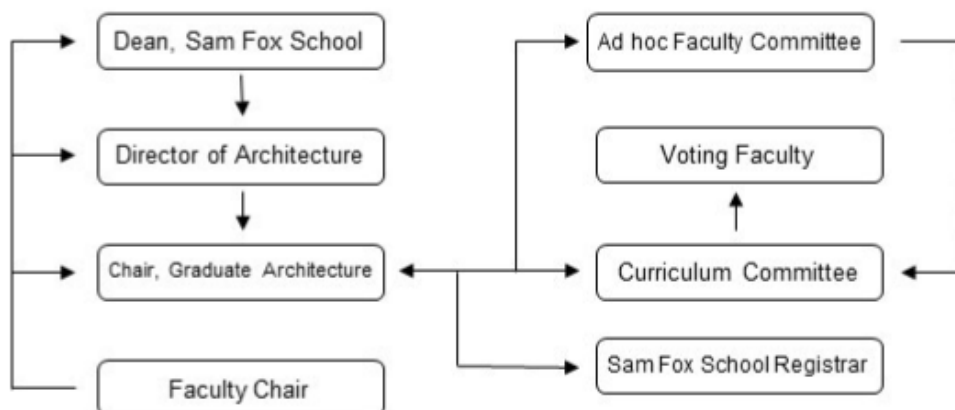 Dean, Sam Fox School
Ad hoc Faculty Committee
Director of Architecture
Voting Faculty
Chair, Graduate Architecture
Curriculum Committee
Sam Fox School Registrar
Faculty Chair